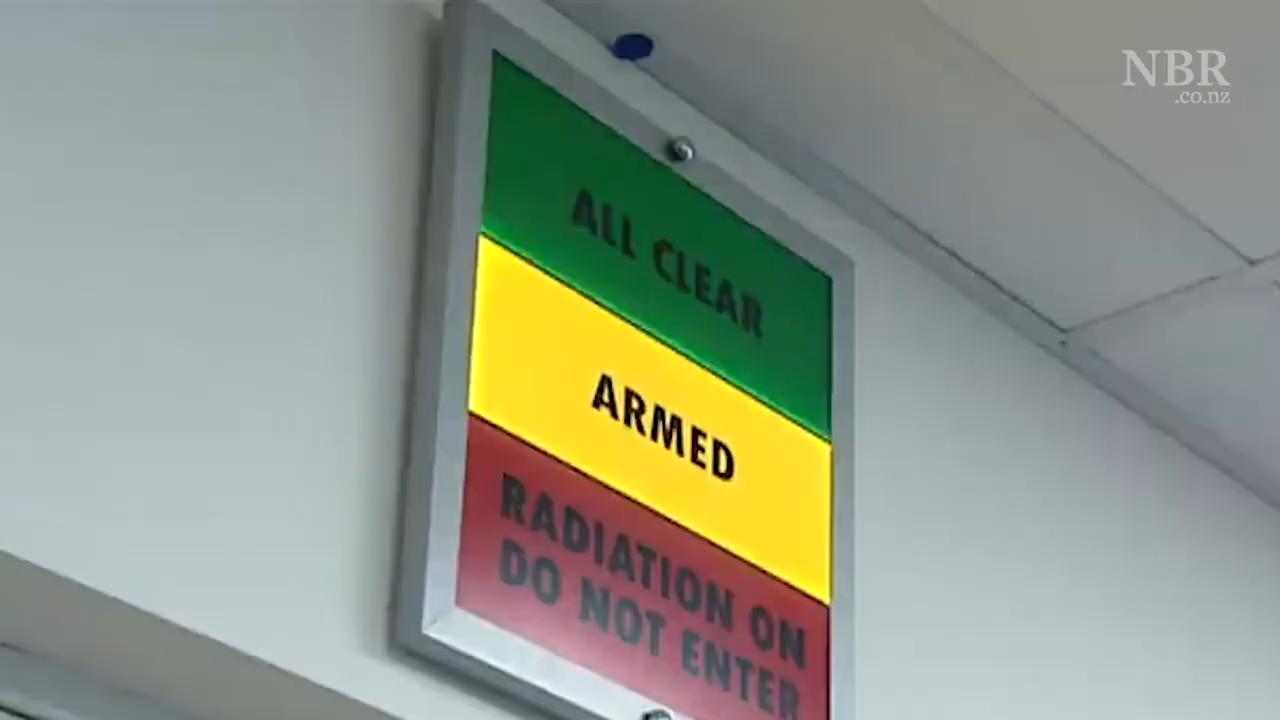 NBR
.co.nz
ALL CLEAR
ARMED
RADIATION ON
DO NOT ENTER